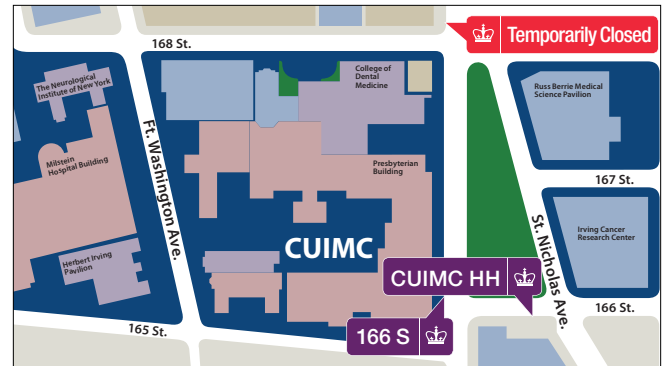 168 St.
Temporarily Closed
The Neurological
Institute of New York
College of
Dental
Medicine
Russ Berrie Medical
Science Pavilion
Ft. Washington Ave.
Milstein
Hospital Building
Presbyterian
Building
167 St.
St. Nicholas Ave.
Irving Cancer
Research Center
CUIMC
Herbert Irving
Pavilion
CUIMC HH
166 St.
165 St.
166 S